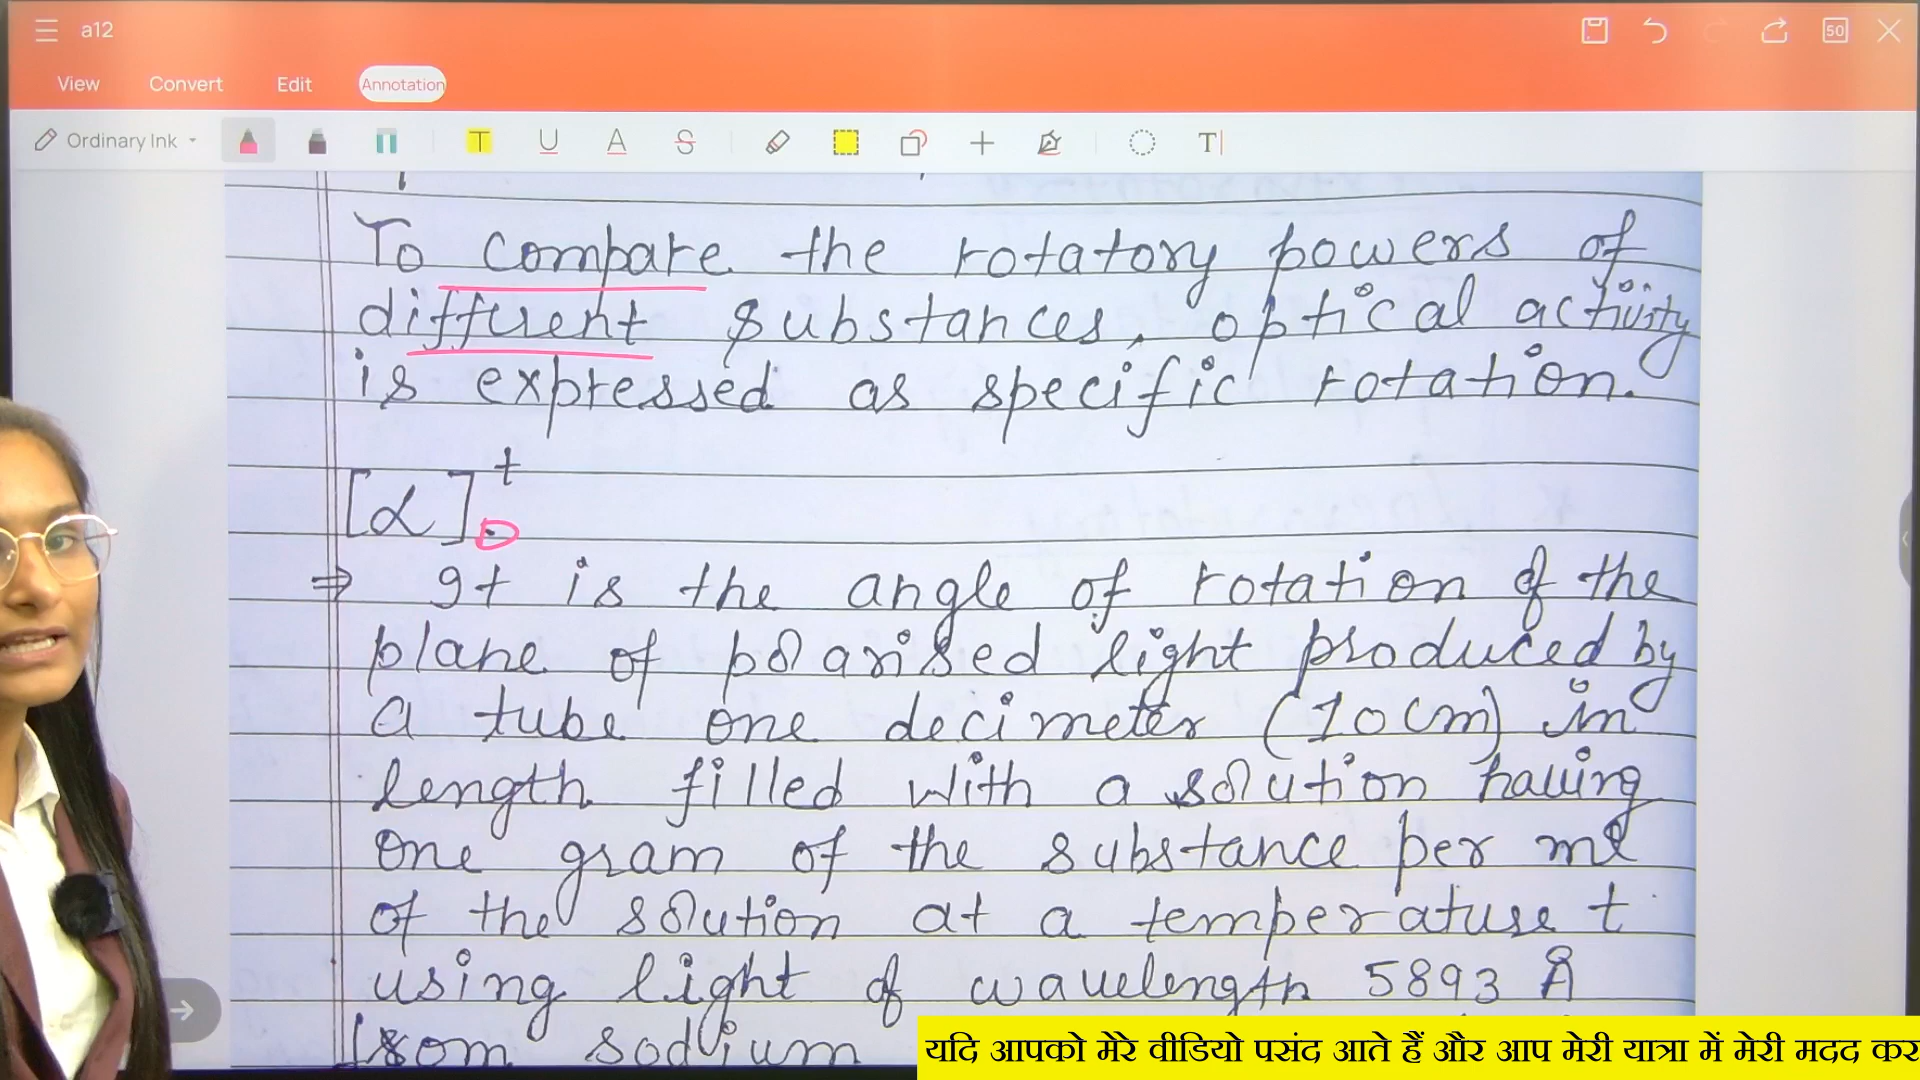 a12
50
View Convert Edit Annotation
Ordinary Ink T U A S T
To compare the rotatory powers of
different substances, optical activity
is expressed as specific rotation.
[α]D t
⇒ It is the angle of rotation of the
plane of polarised light produced by
a tube one decimeter (10 cm) in
length filled with a solution having
one gram of the substance per ml
of the solution at a temperature t
using light of wavelength 5893 Å
from sodium
यदि आपको मेरे वीडियो पसंद आते हैं और आप मेरी यात्रा में मेरी मदद कर